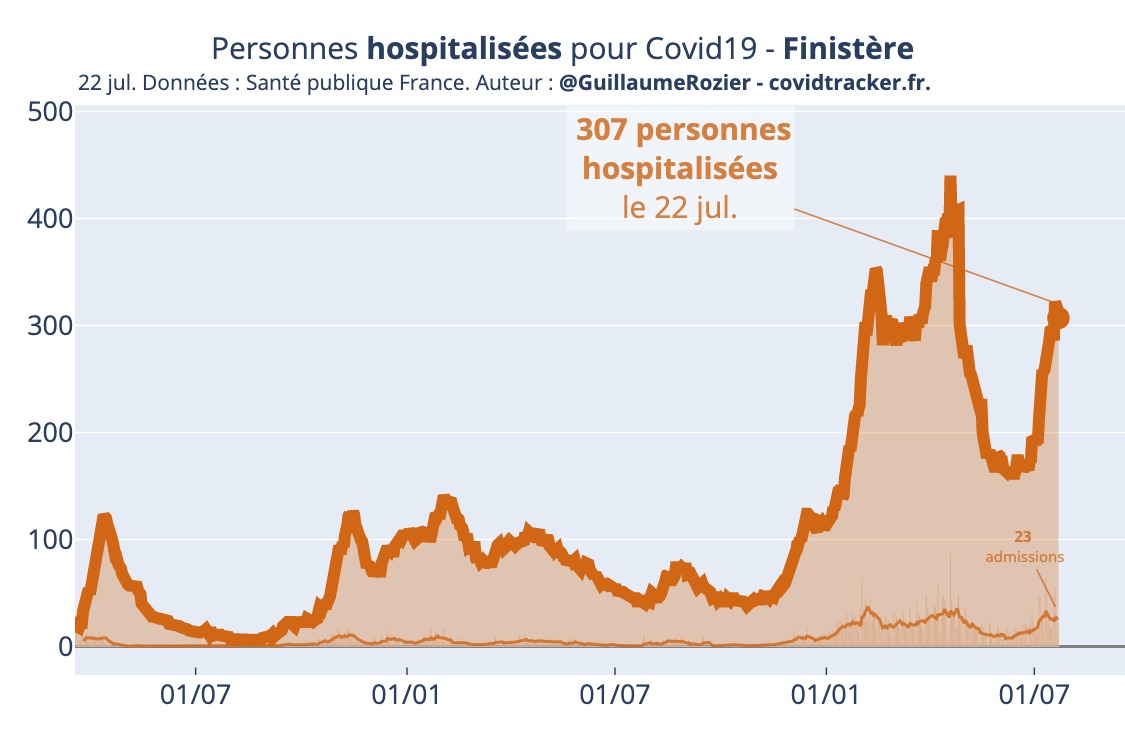 Personnes hospitalisées pour Covid19 - Finistère
22 jul. Données : Santé publique France. Auteur : @GuillaumeRozier - covidtracker.fr.
500
307 personnes
hospitalisées
le 22 jul.
400
300
200
100
23
admissions
0
01/07
01/01
01/07
01/01
01/07